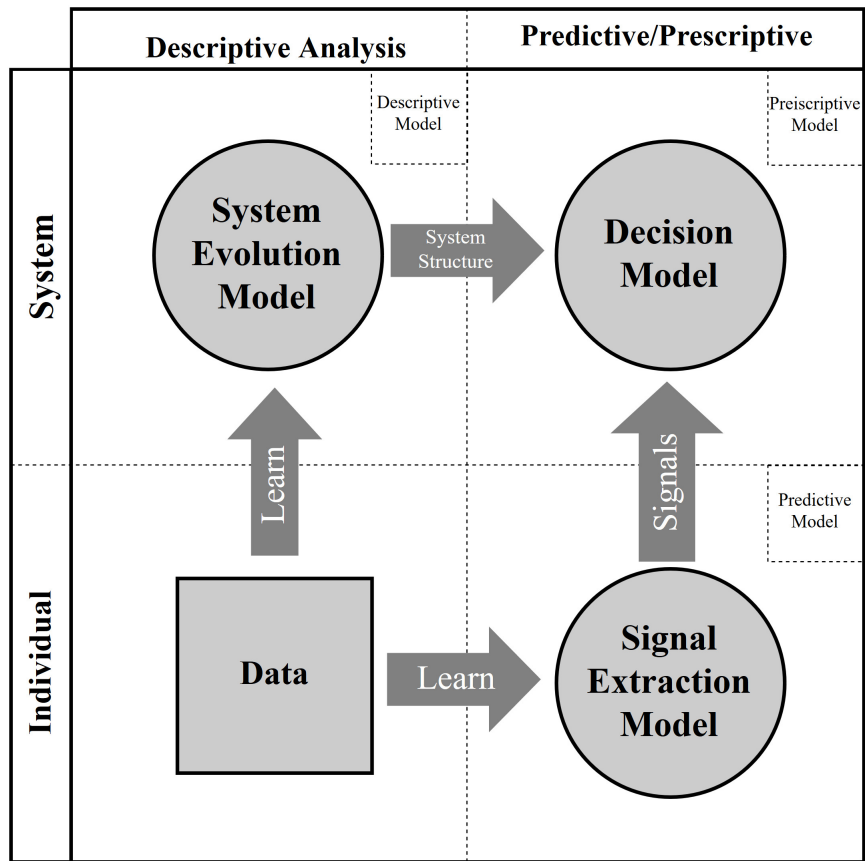 Descriptive Analysis
Predictive/Prescriptive
Descriptive
Model
Preiscriptive
Model
System
System
Evolution
Model
System
Structure
Decision
Model
Learn
Signals
Predictive
Model
Individual
Data
Learn
Signal
Extraction
Model